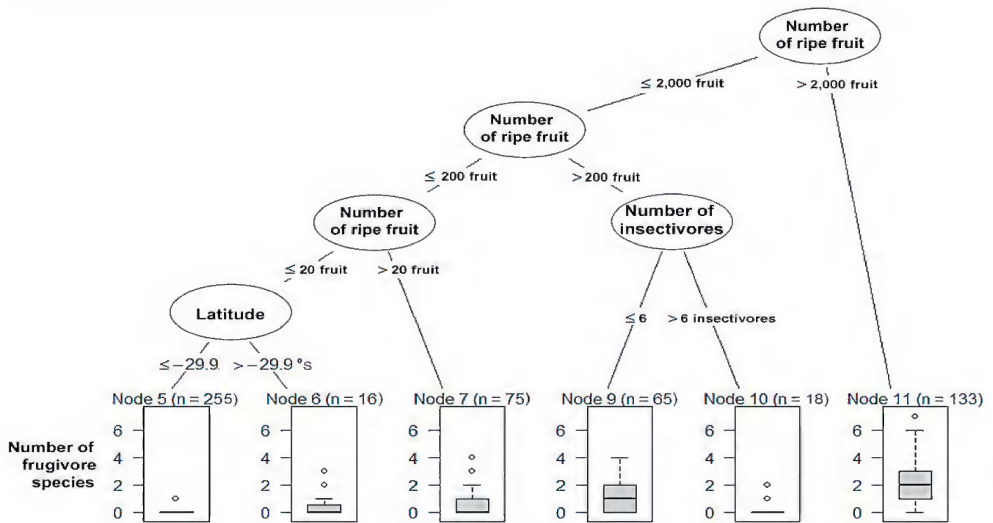 Number
of ripe fruit
≤ 2,000 fruit
> 2,000 fruit
Number
of ripe fruit
≤ 200 fruit
> 200 fruit
Number
of ripe fruit
Number of
insectivores
≤ 20 fruit
> 20 fruit
Latitude
≤ 6
> 6 insectivores
≤−29.9
>−29.9 °s
Node 5 (n = 255)
Node 6 (n = 16)
Node 7 (n = 75)
Node 9 (n = 65)
Node 10 (n = 18)
Node 11 (n = 133)
Number of
frugivore
species
6
4
2
0
6
4
2
0
6
4
2
0
6
4
2
0
6
4
2
0
6
4
2
0